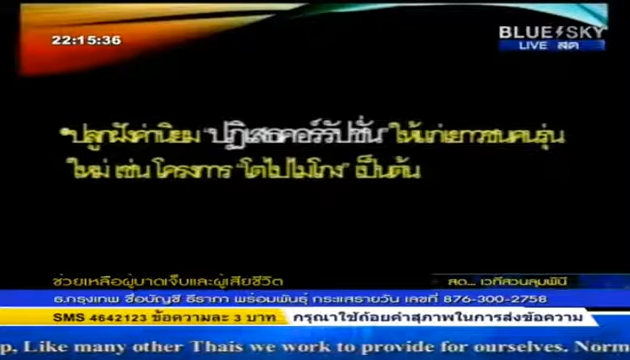 22:15:36
BLUE SKY
LIVE สด
•ปลูกฝังค่านิยม "ปฏิเสธคอร์รัปชั่น" ให้แก่เยาวชนคนรุ่น
ใหม่ เช่น โครงการ "โตไปไม่โกง" เป็นต้น
ช่วยเหลือผู้บาดเจ็บและผู้เสียชีวิต
สด... เวทีสวนลุมพินี
ธ.กรุงเทพ ชื่อบัญชี ธีราภา พร้อมพันธุ์ กระแสรายวัน เลขที่ 876-300-2758
SMS 4642123 ข้อความละ 3 บาท กรุณาใช้ถ้อยคำสุภาพในการส่งข้อความ
p, Like many other Thais we work to provide for ourselves. Norm